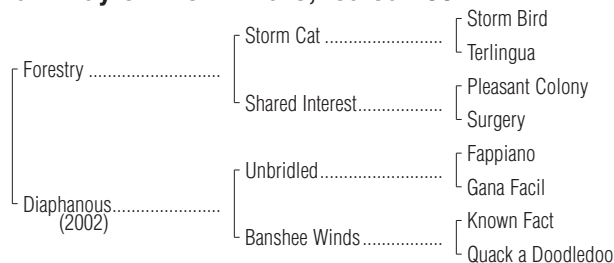 Storm Bird
Storm Cat ........................
Terlingua
Forestry ...........................
Pleasant Colony
Shared Interest.................
Surgery
Fappiano
Unbridled.........................
Gana Facil
Diaphanous......................
(2002)
Known Fact
Banshee Winds................
Quack a Doodledoo